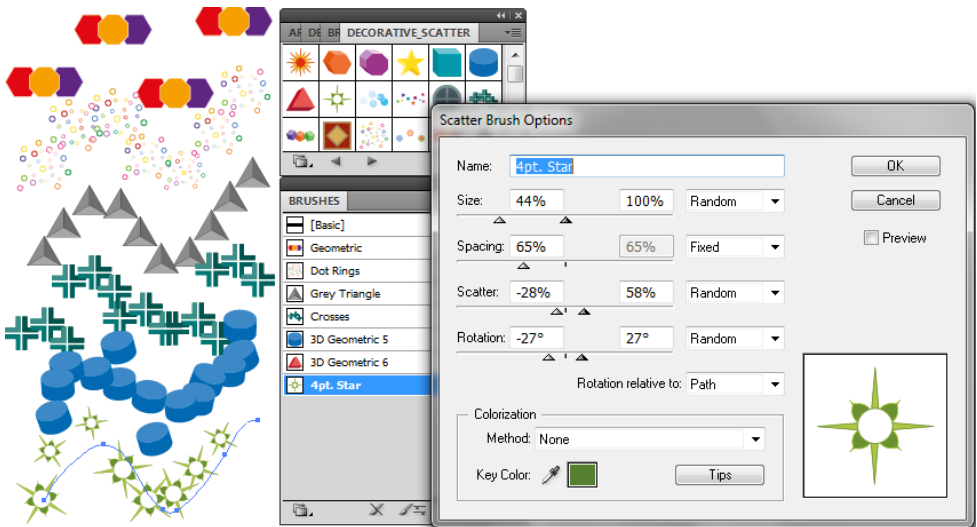 AF DE BR DECORATIVE_SCATTER
BRUSHES
[Basic]
Geometric
Dot Rings
Grey Triangle
Crosses
3D Geometric 5
3D Geometric 6
4pt. Star
Scatter Brush Options
Name: 4pt. Star
OK
Size: 44% 100% Random
Cancel
Preview
Spacing: 65% 65% Fixed
Scatter: -28% 58% Random
Rotation: -27° 27° Random
Rotation relative to: Path
Colorization
Method: None
Key Color:
Tips